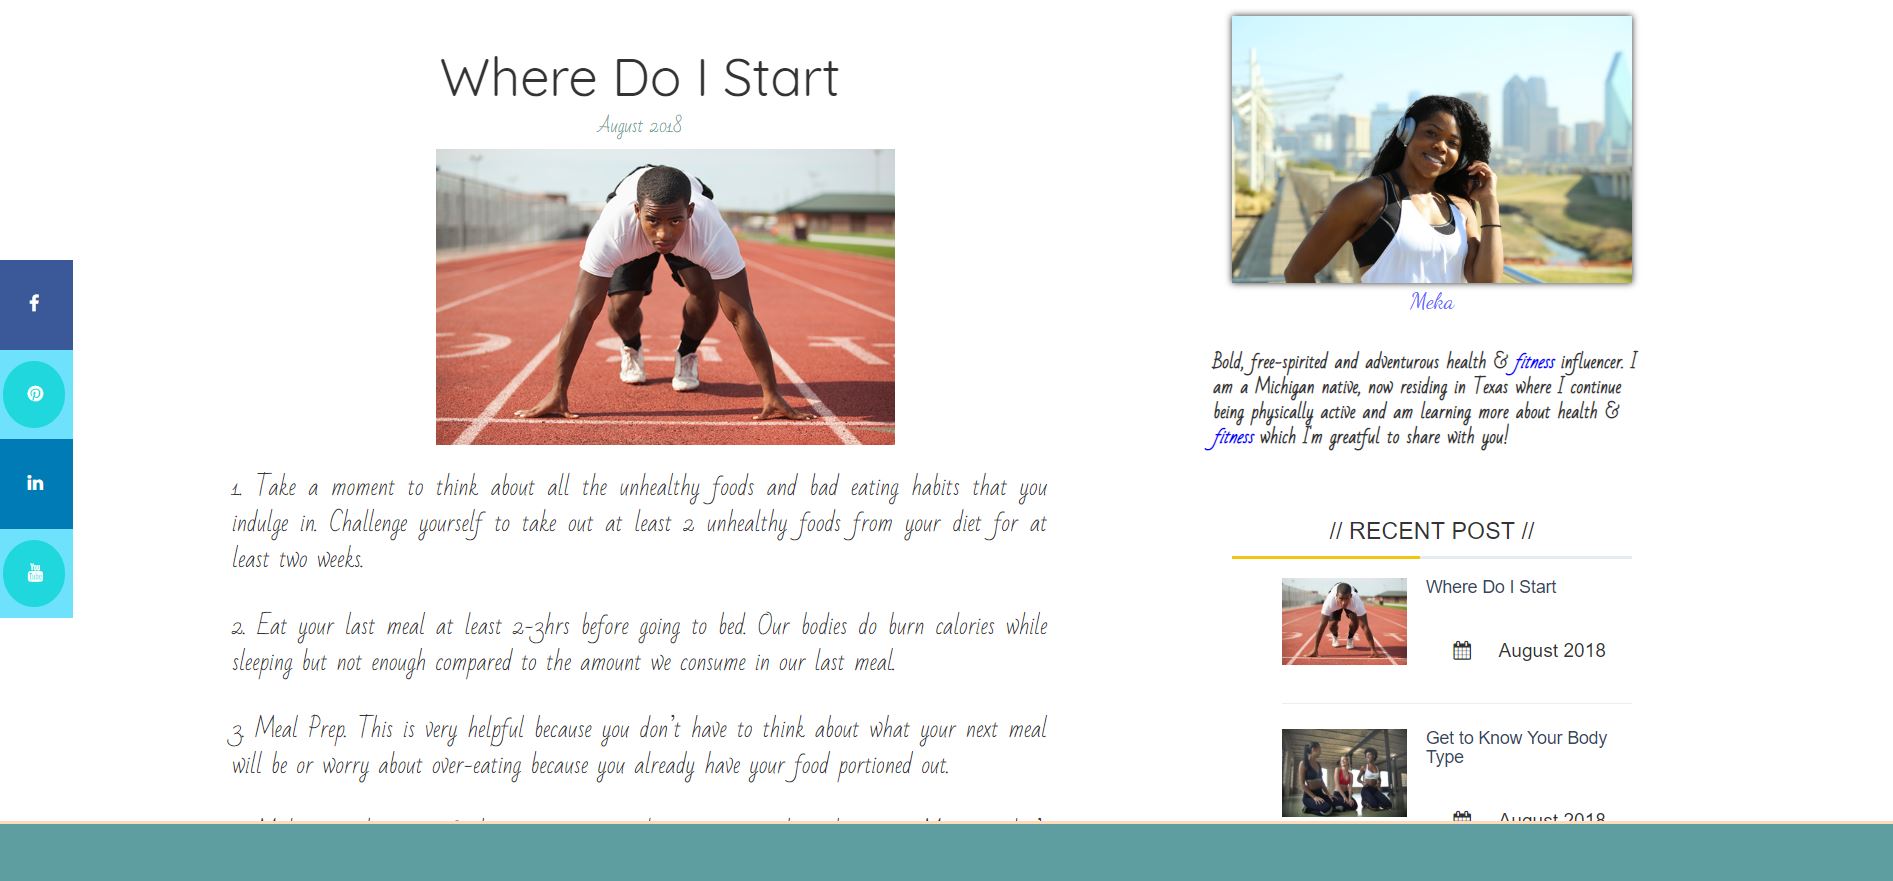 Where Do I Start
August 2018
1. Take a moment to think about all the unhealthy foods and bad eating habits that you
indulge in. Challenge yourself to take out at least 2 unhealthy foods from your diet for at
least two weeks.
2. Eat your last meal at least 2-3hrs before going to bed. Our bodies do burn calories while
sleeping but not enough compared to the amount we consume in our last meal.
3. Meal Prep. This is very helpful because you don't have to think about what your next meal
will be or worry about over-eating because you already have your food portioned out.
f
in
You
Tube
Meka
Bold, free-spirited and adventurous health & fitness influencer. I
am a Michigan native, now residing in Texas where I continue
being physically active and am learning more about health &
fitness which I'm greatful to share with you!
// RECENT POST //
Where Do I Start
August 2018
Get to Know Your Body
Type
August 2018